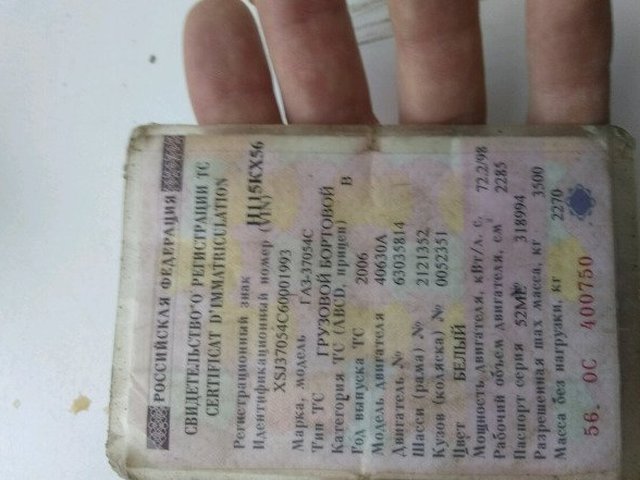 РОССИЙСКАЯ ФЕДЕРАЦИЯ
СВИДЕТЕЛЬСТВО О РЕГИСТРАЦИИ ТС
CERTIFICAT D'IMMATRICULATION
Регистрационный знак Н115КХ56
Идентификационный номер (VIN)
XSJ37054C60001993
Марка, модель ГАЗ-37054C
Тип ТС ГРУЗОВОЙ БОРТОВОЙ
Категория ТС (ABCD, прицеп) B
Год выпуска ТС 2006
Модель двигателя 40630A
Двигатель № 63035814
Шасси (рама) № 2121352
Кузов (коляска) № 0052351
Цвет БЕЛЫЙ
Мощность двигателя, кВт/л. с. 72.2/98
Рабочий объем двигателя, см³ 2285
Паспорт серия 52МЕ 318994
Разрешенная max масса, кг 3500
Масса без нагрузки, кг 2270
56. ОС 400750